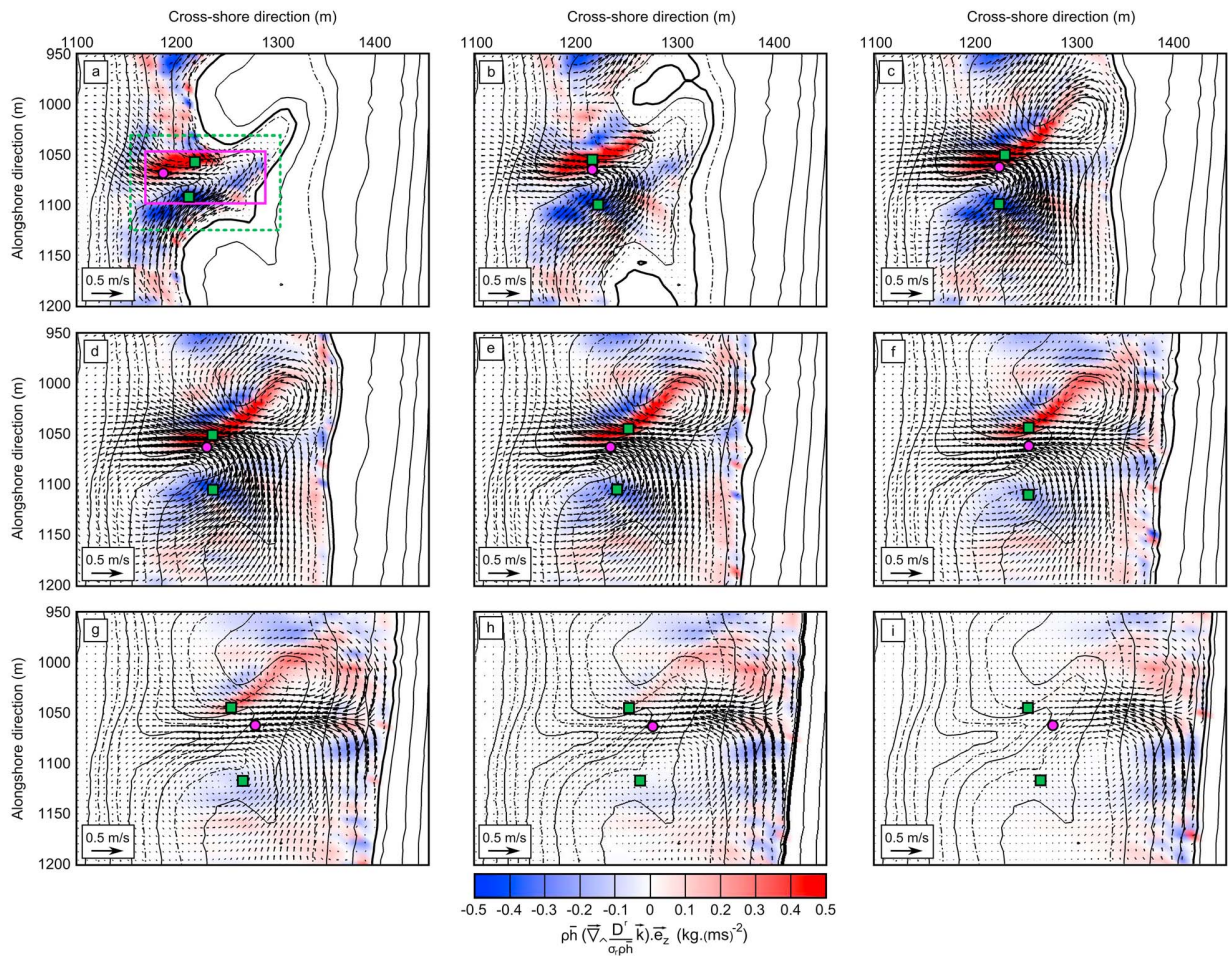 Cross-shore direction (m) Cross-shore direction (m) Cross-shore direction (m)
1100 1200 1300 1400 1100 1200 1300 1400 1100 1200 1300 1400
Alongshore direction (m)
950
1000
1050
1100
1150
1200
a
0.5 m/s
b
0.5 m/s
c
0.5 m/s
Alongshore direction (m)
950
1000
1050
1100
1150
1200
d
0.5 m/s
e
0.5 m/s
f
0.5 m/s
Alongshore direction (m)
950
1000
1050
1100
1150
1200
g
0.5 m/s
h
0.5 m/s
i
0.5 m/s
-0.5 -0.4 -0.3 -0.2 -0.1 0 0.1 0.2 0.3 0.4 0.5
ρh̄ (∇⃗^ Dʳ/σᵣρh̄ k⃗).e⃗z (kg.(ms)⁻²)